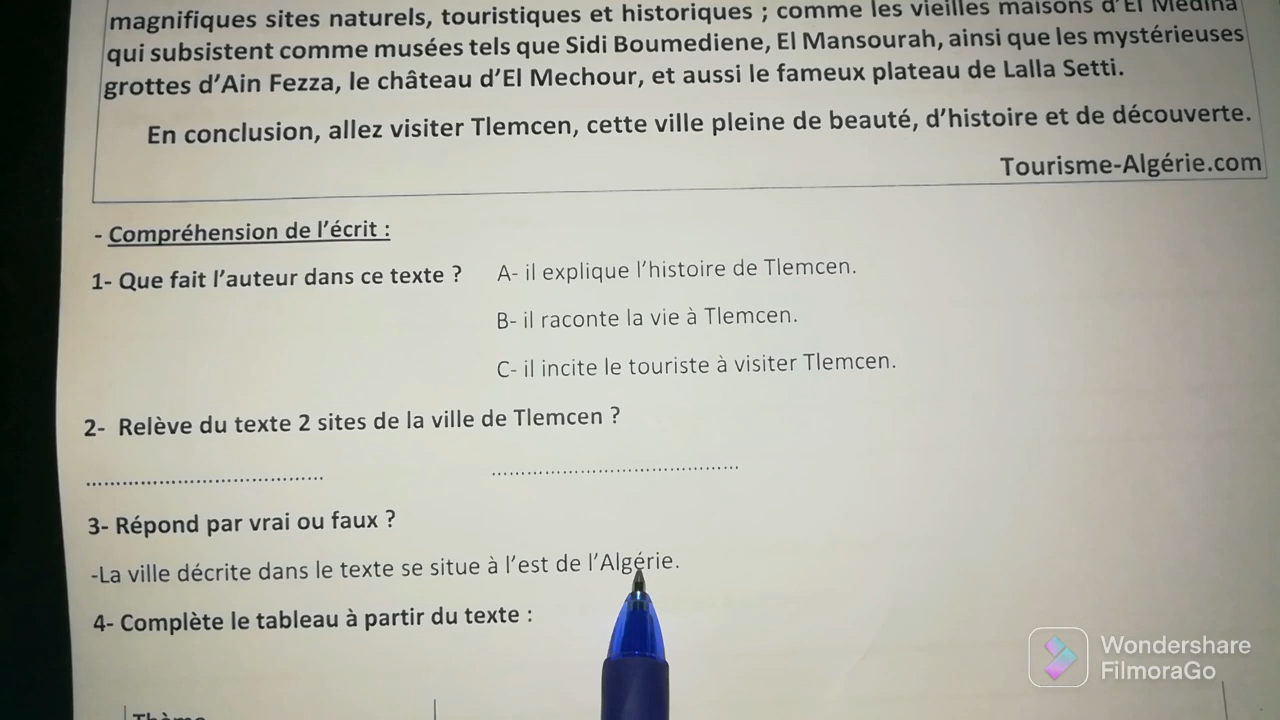 magnifiques sites naturels, touristiques et historiques ; comme les vieilles maisons d'El Medina
qui subsistent comme musées tels que Sidi Boumediene, El Mansourah, ainsi que les mystérieuses
grottes d'Ain Fezza, le château d'El Mechour, et aussi le fameux plateau de Lalla Setti.
En conclusion, allez visiter Tlemcen, cette ville pleine de beauté, d'histoire et de découverte.
Tourisme-Algérie.com
- Compréhension de l'écrit :
1- Que fait l'auteur dans ce texte ? A- il explique l'histoire de Tlemcen.
B- il raconte la vie à Tlemcen.
C- il incite le touriste à visiter Tlemcen.
2- Relève du texte 2 sites de la ville de Tlemcen ?
........................................ ..........................................
3- Répond par vrai ou faux ?
-La ville décrite dans le texte se situe à l'est de l'Algérie.
4- Complète le tableau à partir du texte :
Thème
Wondershare
FilmoraGo